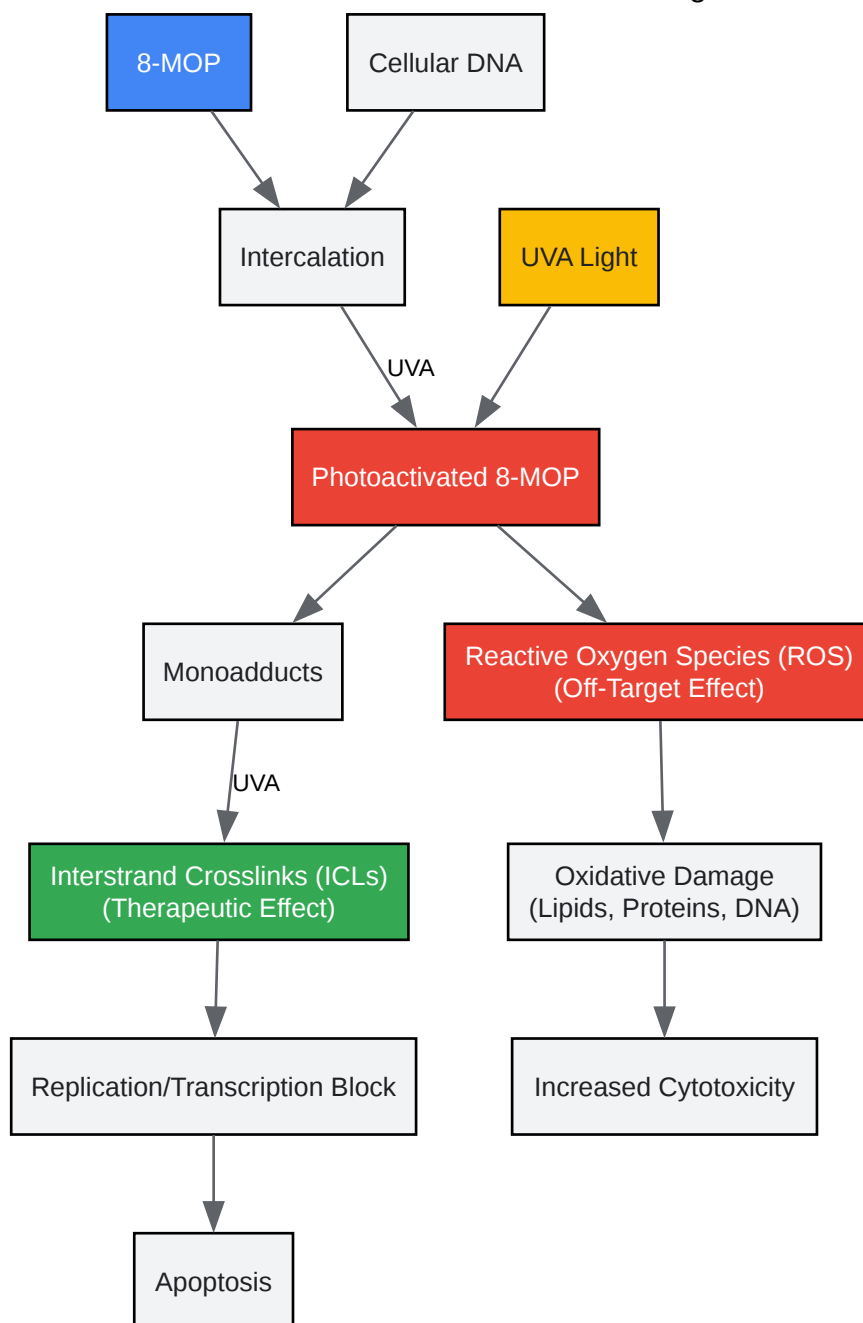 8-MOP
Cellular DNA
Intercalation
UVA Light
UVA
Photoactivated 8-MOP
Monoadducts
Reactive Oxygen Species (ROS)
(Off-Target Effect)
UVA
Interstrand Crosslinks (ICLs)
(Therapeutic Effect)
Oxidative Damage
(Lipids, Proteins, DNA)
Replication/Transcription Block
Increased Cytotoxicity
Apoptosis